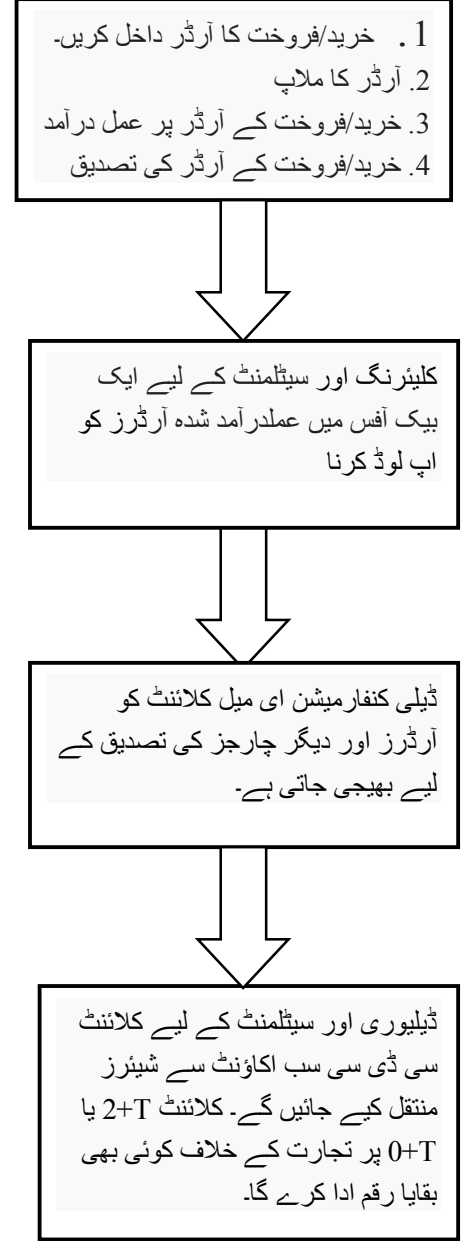 1. خرید/فروخت کا آرڈر داخل کریں۔
2. آرڈر کا ملاپ
3. خرید/فروخت کے آرڈر پر عمل درآمد
4. خرید/فروخت کے آرڈر کی تصدیق
کلیئرنگ اور سیٹلمنٹ کے لیے ایک
بیک آفس میں عملدرآمد شدہ آرڈرز کو
اپ لوڈ کرنا
ڈیلی کنفارمیشن ای میل کلائنٹ کو
آرڈرز اور دیگر چارجز کی تصدیق کے
لیے بھیجی جاتی ہے۔
ڈیلیوری اور سیٹلمنٹ کے لیے کلائنٹ
سی ڈی سی سب اکاؤنٹ سے شیئرز
منتقل کیے جائیں گے۔ کلائنٹ T+2 یا
T+0 پر تجارت کے خلاف کوئی بھی
بقایا رقم ادا کرے گا۔